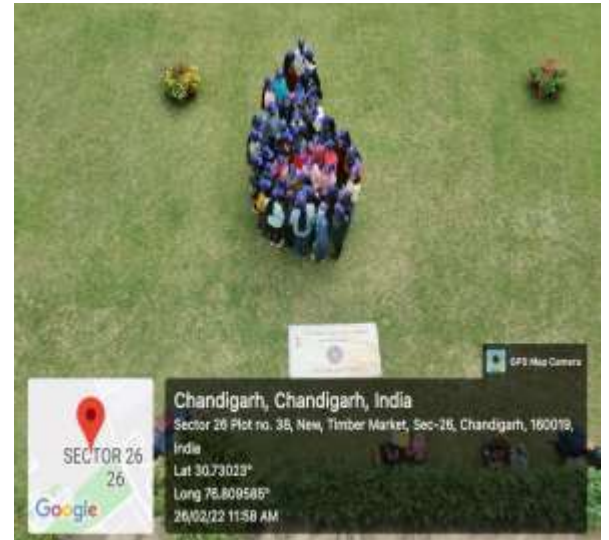 GPS Map Camera
SECTOR 26
26
Google
Chandigarh, Chandigarh, India
Sector 26 Plot no. 38, New, Timber Market, Sec-26, Chandigarh, 160019,
India
Lat 30.73023°
Long 76.809585°
26/02/22 11:58 AM